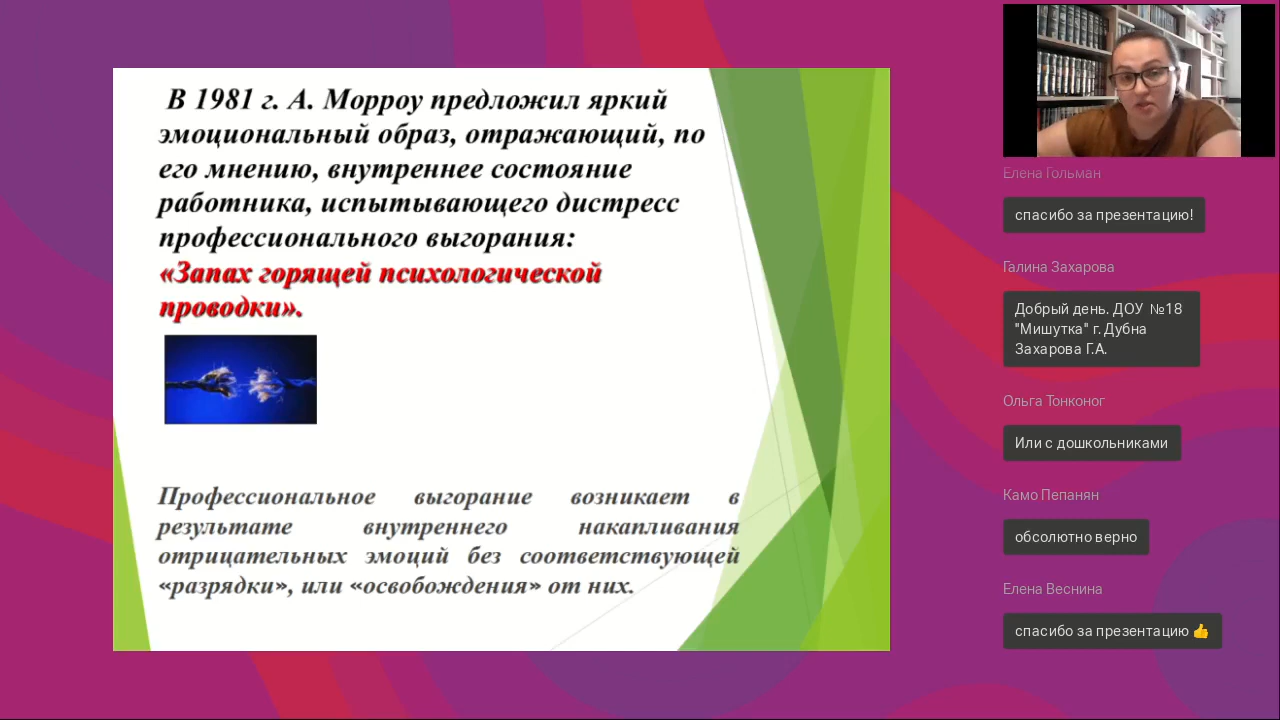 В 1981 г. А. Морроу предложил яркий
эмоциональный образ, отражающий, по
его мнению, внутреннее состояние
работника, испытывающего дистресс
профессионального выгорания:
«Запах горящей психологической
проводки».
Профессиональное выгорание возникает в
результате внутреннего накапливания
отрицательных эмоций без соответствующей
«разрядки», или «освобождения» от них.
Елена Гольман
спасибо за презентацию!
Галина Захарова
Добрый день. ДОУ №18
"Мишутка" г. Дубна
Захарова Г.А.
Ольга Тонконог
Или с дошкольниками
Камо Пепанян
абсолютно верно
Елена Веснина
спасибо за презентацию 👍